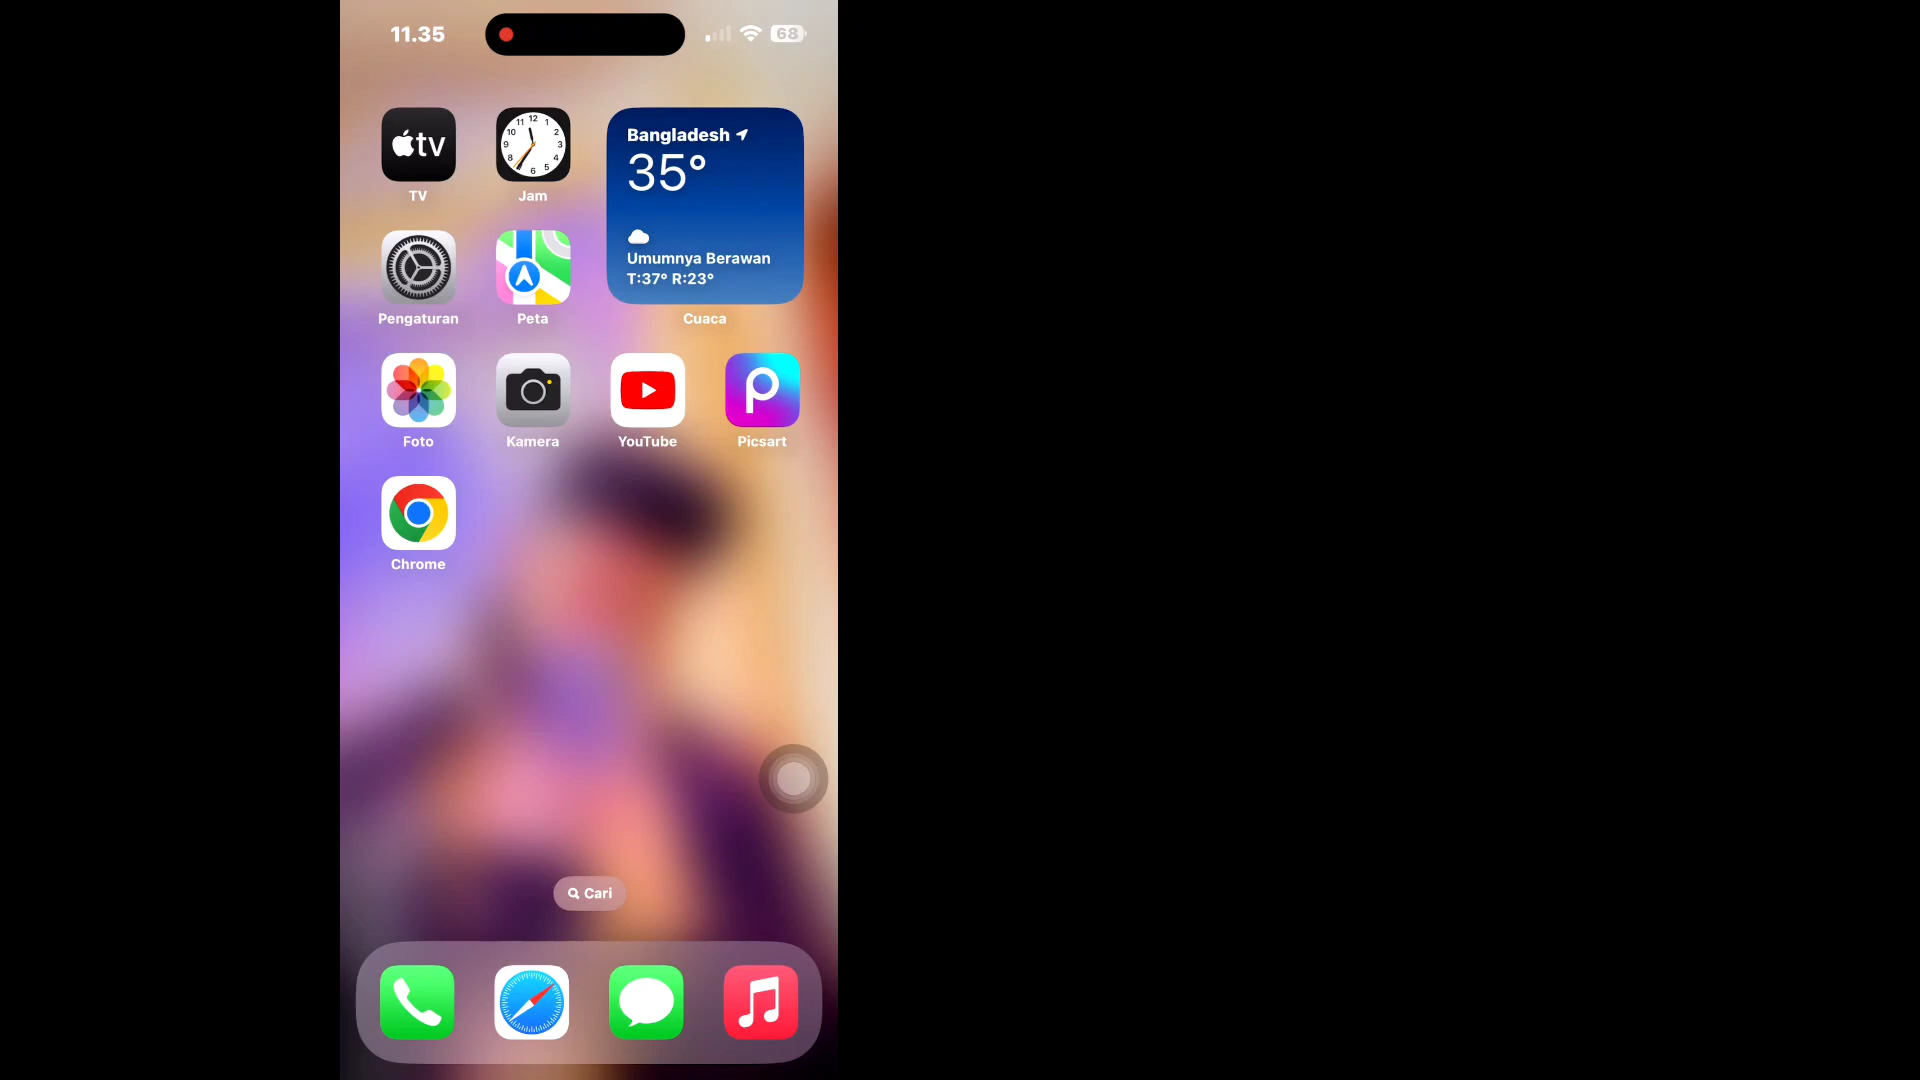 11.35
68
tv
TV
Jam
Bangladesh
35°
Umumnya Berawan
T:37° R:23°
Pengaturan
Peta
Cuaca
Foto
Kamera
YouTube
Picsart
Chrome
Cari